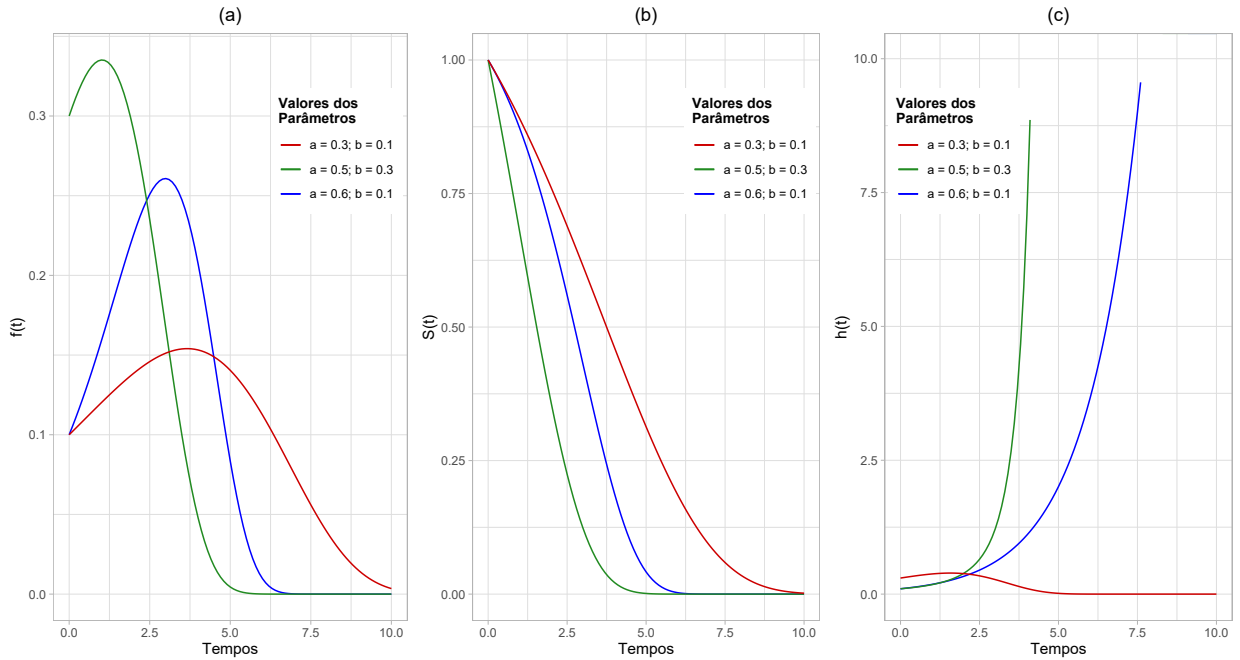 (a)
f(t)
0.3
0.2
0.1
0.0
0.0 2.5 5.0 7.5 10.0
Tempos
Valores dos
Parâmetros
a = 0.3; b = 0.1
a = 0.5; b = 0.3
a = 0.6; b = 0.1
(b)
S(t)
1.00
0.75
0.50
0.25
0.00
0.0 2.5 5.0 7.5 10.0
Tempos
Valores dos
Parâmetros
a = 0.3; b = 0.1
a = 0.5; b = 0.3
a = 0.6; b = 0.1
(c)
h(t)
10.0
7.5
5.0
2.5
0.0
0.0 2.5 5.0 7.5 10.0
Tempos
Valores dos
Parâmetros
a = 0.3; b = 0.1
a = 0.5; b = 0.3
a = 0.6; b = 0.1